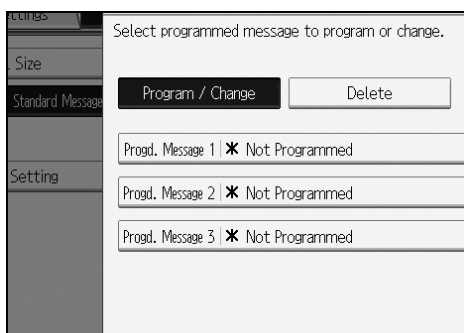 ettings
Select programmed message to program or change.
. Size
Program / Change
Delete
Standard Message
Progd. Message 1 | ✱ Not Programmed
Setting
Progd. Message 2 | ✱ Not Programmed
Progd. Message 3 | ✱ Not Programmed